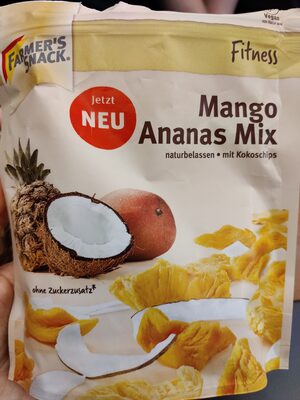 FARMER'S
SNACK®
Vegan
Fitness
Jetzt
NEU
Mango
Ananas Mix
naturbelassen • mit Kokoschips
ohne Zuckerzusatz*